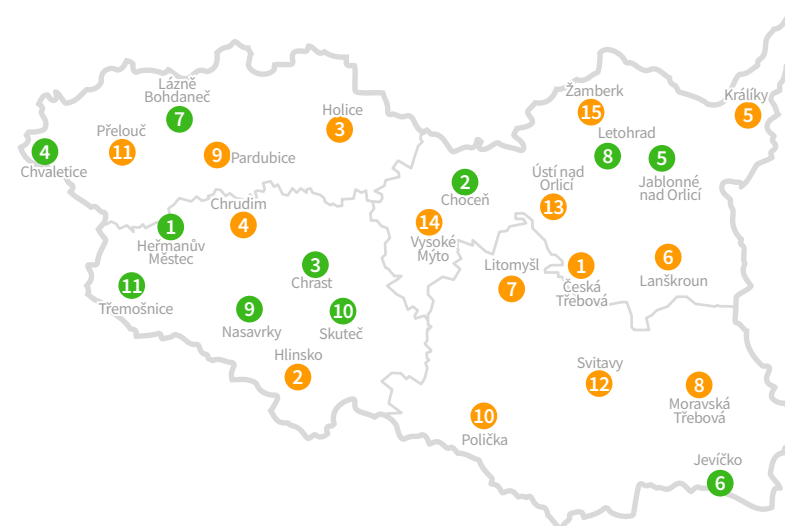 Lázně
Bohdaneč
7
Holice
3
Přelouč
11
4
Chvaletice
9
Pardubice
Žamberk
15
Králíky
5
Letohrad
8
5
Jablonné
nad Orlicí
2
Choceň
Ústí nad
Orlicí
13
14
Vysoké
Mýto
Chrudim
4
1
Heřmanův
Městec
3
Chrast
11
Třemošnice
9
Nasavrky
10
Skuteč
Hlinsko
2
Litomyšl
7
1
Česká
Třebová
6
Lanškroun
Svitavy
12
8
Moravská
Třebová
10
Polička
Jevíčko
6